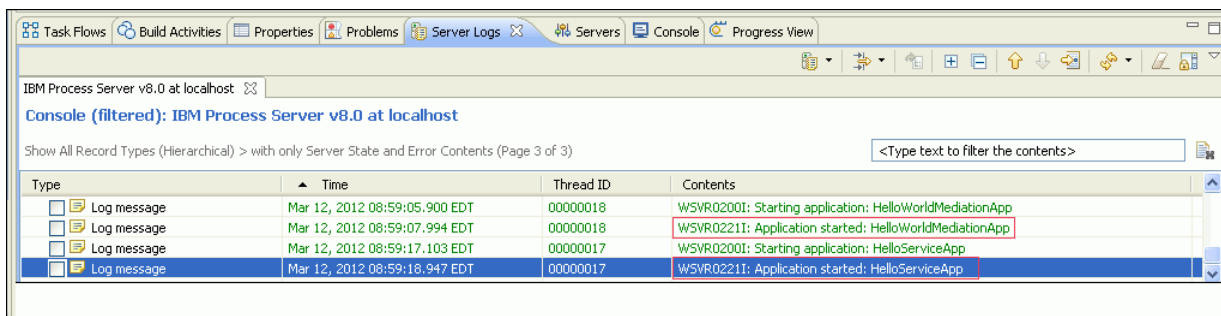 Task Flows Build Activities Properties Problems Server Logs Servers Console Progress View
IBM Process Server v8.0 at localhost
Console (filtered): IBM Process Server v8.0 at localhost
Show All Record Types (Hierarchical) > with only Server State and Error Contents (Page 3 of 3) <Type text to filter the contents>
Type Time Thread ID Contents
Log message Mar 12, 2012 08:59:05.900 EDT 00000018 WSVR0200I: Starting application: HelloWorldMediationApp
Log message Mar 12, 2012 08:59:07.994 EDT 00000018 WSVR0221I: Application started: HelloWorldMediationApp
Log message Mar 12, 2012 08:59:17.103 EDT 00000017 WSVR0200I: Starting application: HelloServiceApp
Log message Mar 12, 2012 08:59:18.947 EDT 00000017 WSVR0221I: Application started: HelloServiceApp